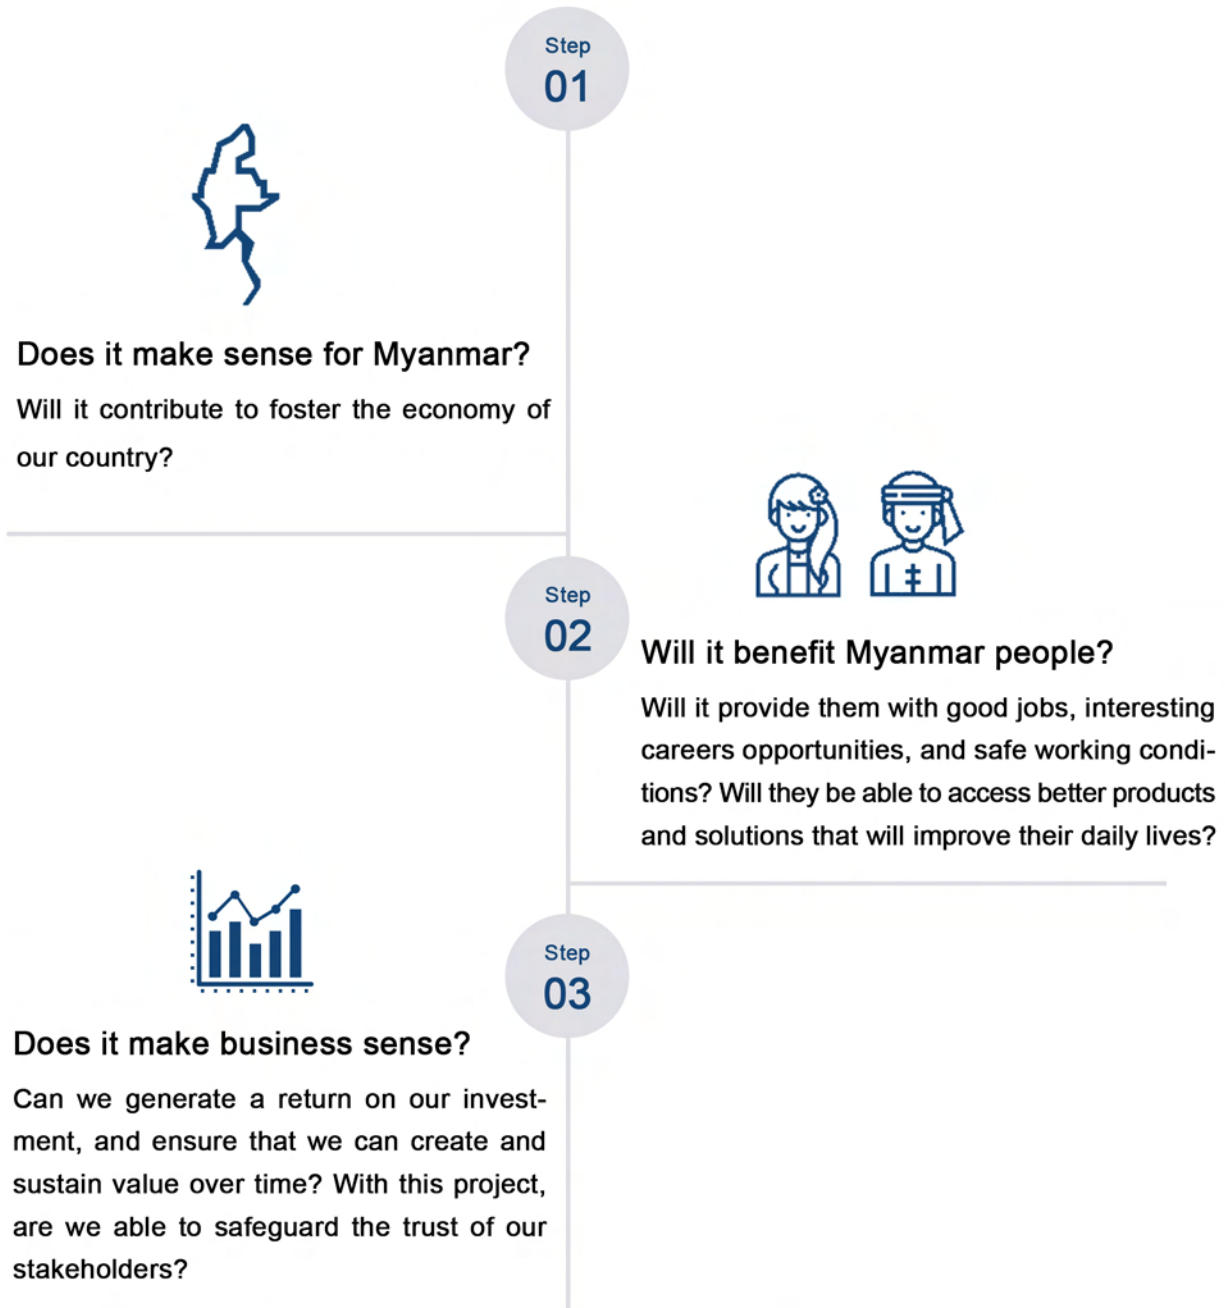 Step
01
Does it make sense for Myanmar?
Will it contribute to foster the economy of
our country?
Step
02
Will it benefit Myanmar people?
Will it provide them with good jobs, interesting
careers opportunities, and safe working condi-
tions? Will they be able to access better products
and solutions that will improve their daily lives?
Step
03
Does it make business sense?
Can we generate a return on our invest-
ment, and ensure that we can create and
sustain value over time? With this project,
are we able to safeguard the trust of our
stakeholders?